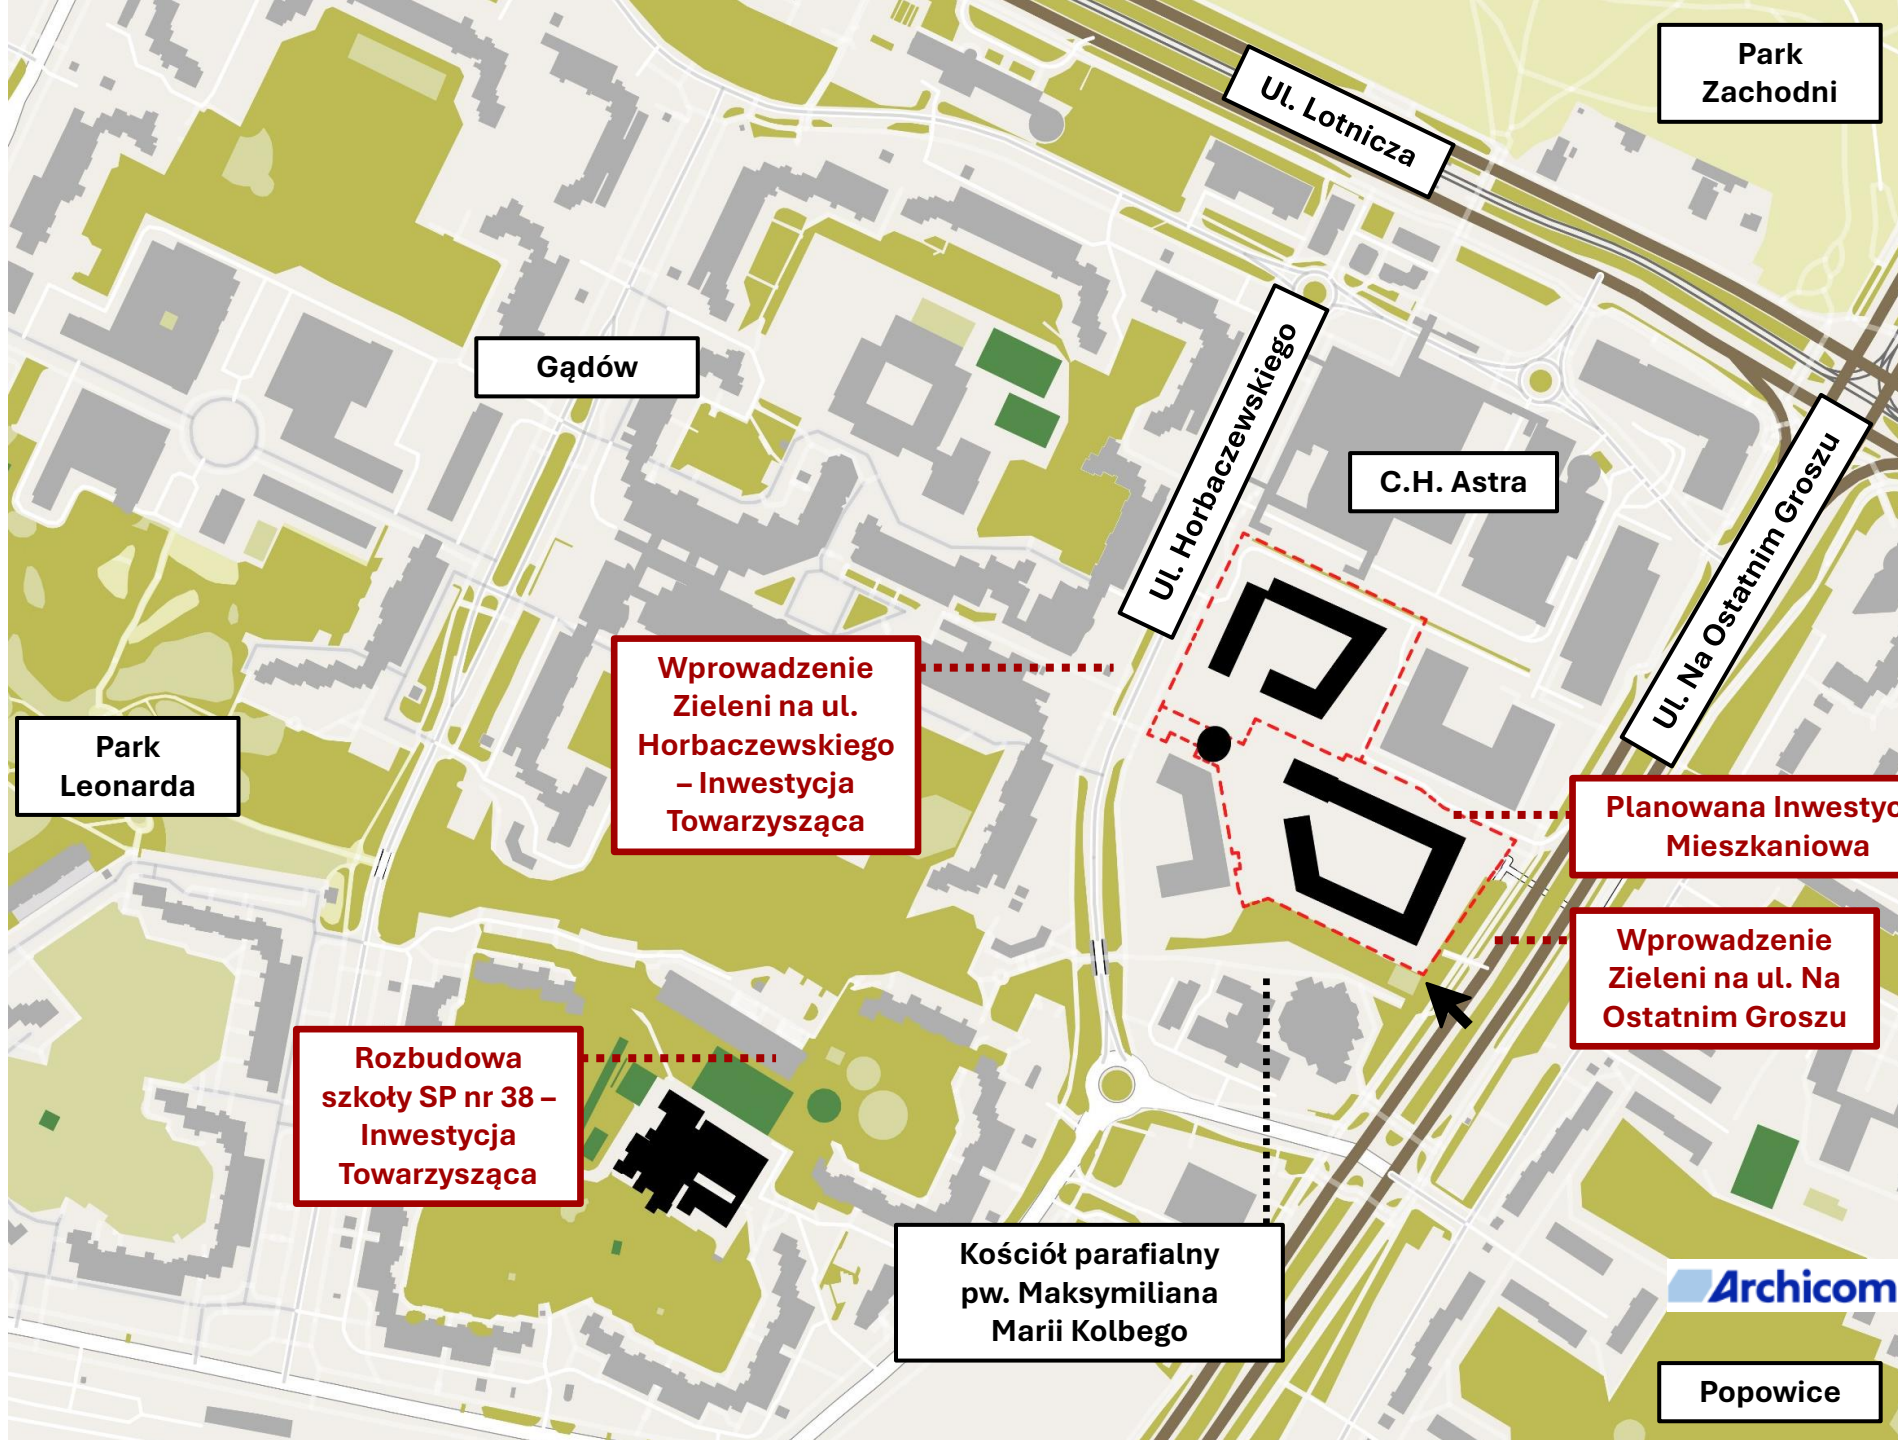 Park
Zachodni
Ul. Lotnicza
Gądów
Ul. Horbaczewskiego
C.H. Astra
Ul. Na Ostatnim Groszu
Wprowadzenie
Zieleni na ul.
Horbaczewskiego
– Inwestycja
Towarzysząca
Park
Leonarda
Planowana Inwestyc
Mieszkaniowa
Wprowadzenie
Zieleni na ul. Na
Ostatnim Groszu
Rozbudowa
szkoły SP nr 38 –
Inwestycja
Towarzysząca
Kościół parafialny
pw. Maksymiliana
Marii Kolbego
Archicom
Popowice